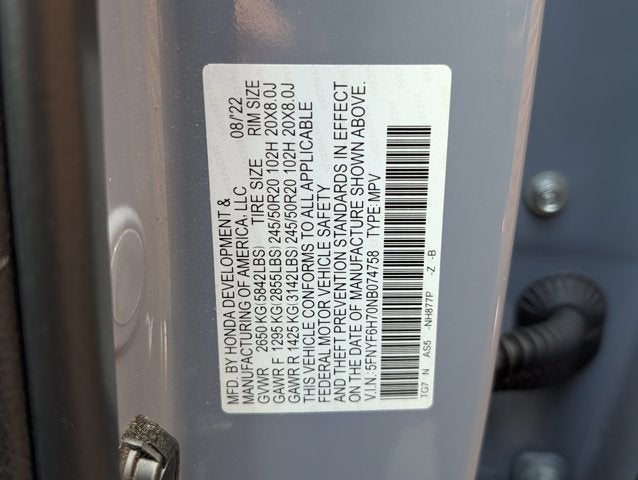 MFD. BY HONDA DEVELOPMENT &
MANUFACTURING OF AMERICA, LLC 08/'22
GVWR 2650 KG (5842LBS) TIRE SIZE RIM SIZE
GAWR F 1295 KG (2855LBS) 245/50R20 102H 20X8.0J
GAWR R 1425 KG (3142LBS) 245/50R20 102H 20X8.0J
THIS VEHICLE CONFORMS TO ALL APPLICABLE
FEDERAL MOTOR VEHICLE SAFETY
AND THEFT PREVENTION STANDARDS IN EFFECT
ON THE DATE OF MANUFACTURE SHOWN ABOVE.
V.I.N.:5FNYF6H70NB074758 TYPE:MPV
TG7 N AS5 -NH877P -Z -B